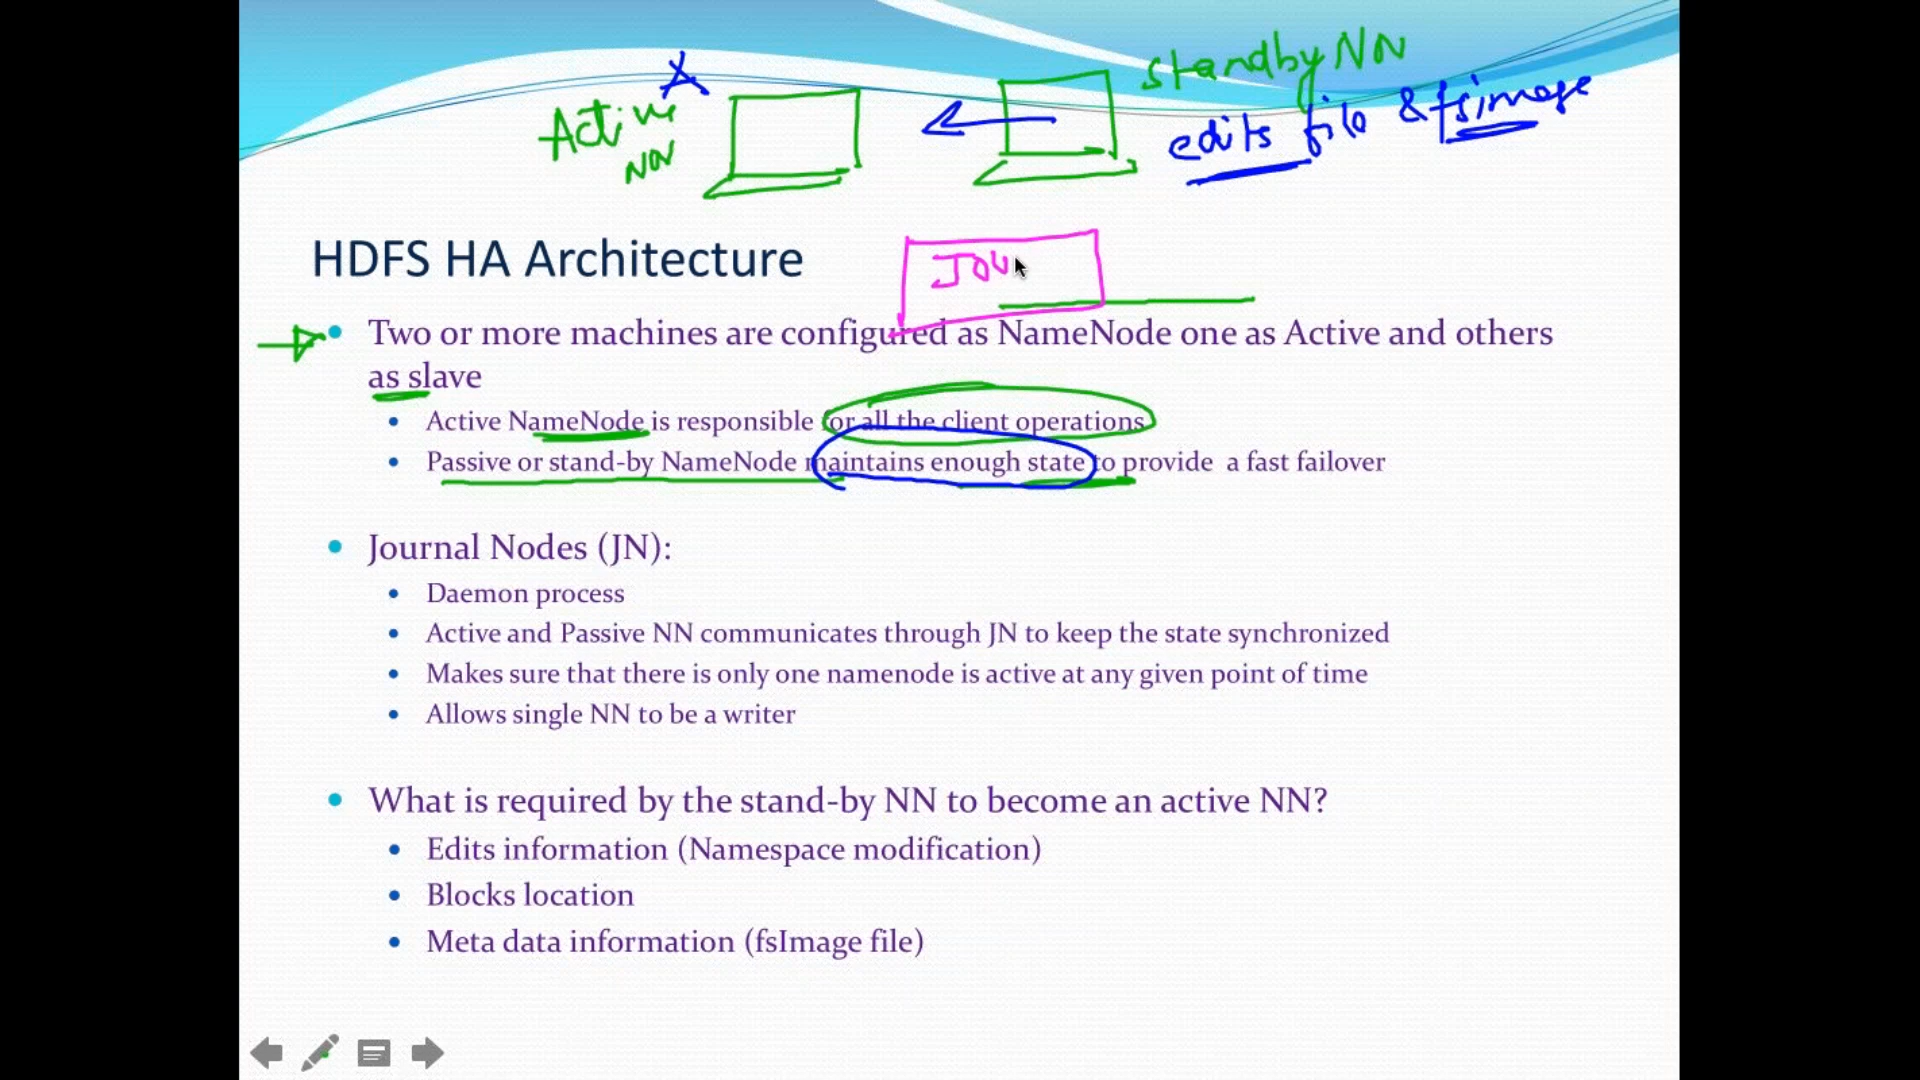 Standby NN
Active
NN
edits file & fsimage
HDFS HA Architecture
JOU
Two or more machines are configured as NameNode one as Active and others
as slave
Active NameNode is responsible for all the client operations
Passive or stand-by NameNode maintains enough state to provide a fast failover
Journal Nodes (JN):
Daemon process
Active and Passive NN communicates through JN to keep the state synchronized
Makes sure that there is only one namenode is active at any given point of time
Allows single NN to be a writer
What is required by the stand-by NN to become an active NN?
Edits information (Namespace modification)
Blocks location
Meta data information (fsImage file)